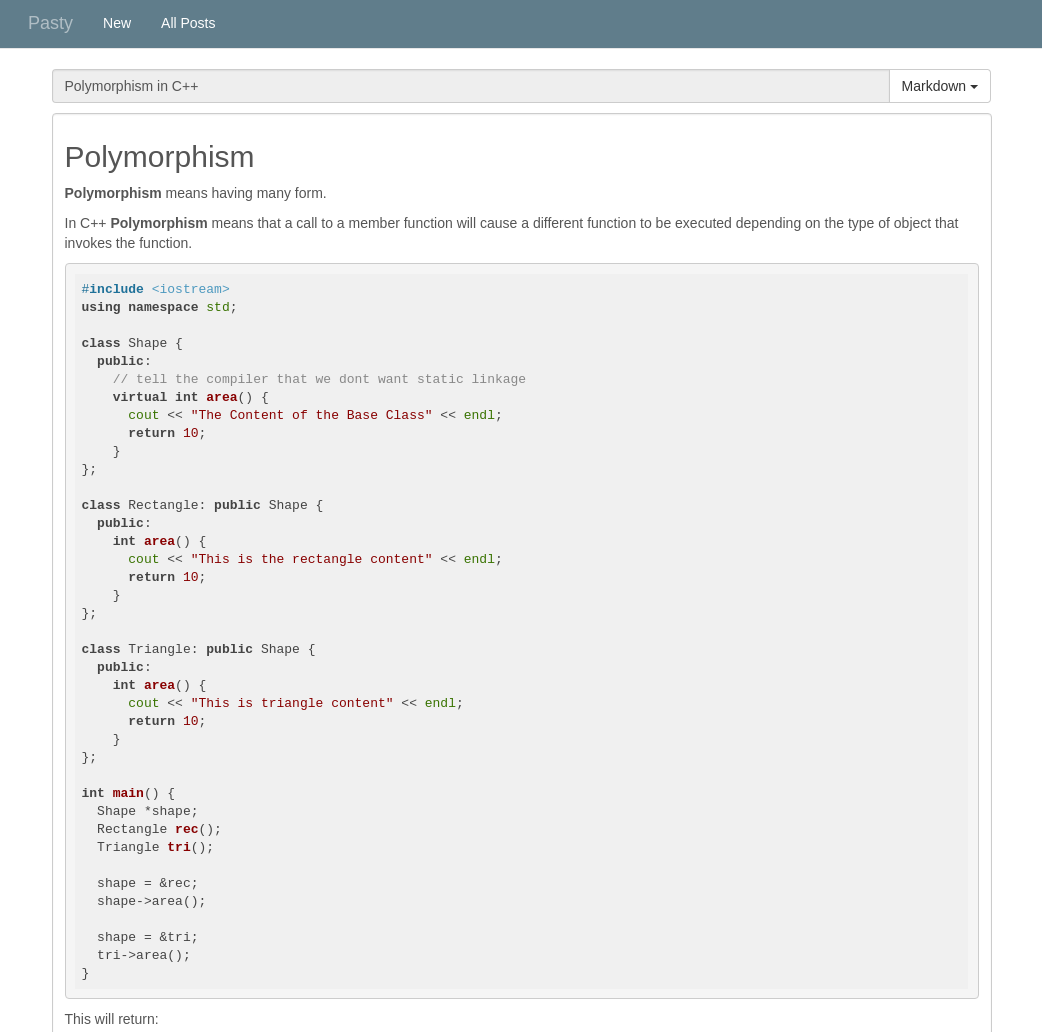 Pasty New All Posts
Polymorphism in C++ Markdown
Polymorphism
Polymorphism means having many form.
In C++ Polymorphism means that a call to a member function will cause a different function to be executed depending on the type of object that
invokes the function.
#include <iostream>
using namespace std;

class Shape {
  public:
    // tell the compiler that we dont want static linkage
    virtual int area() {
      cout << "The Content of the Base Class" << endl;
      return 10;
    }
};

class Rectangle: public Shape {
  public:
    int area() {
      cout << "This is the rectangle content" << endl;
      return 10;
    }
};

class Triangle: public Shape {
  public:
    int area() {
      cout << "This is triangle content" << endl;
      return 10;
    }
};

int main() {
  Shape *shape;
  Rectangle rec();
  Triangle tri();

  shape = &rec;
  shape->area();

  shape = &tri;
  tri->area();
}
This will return: